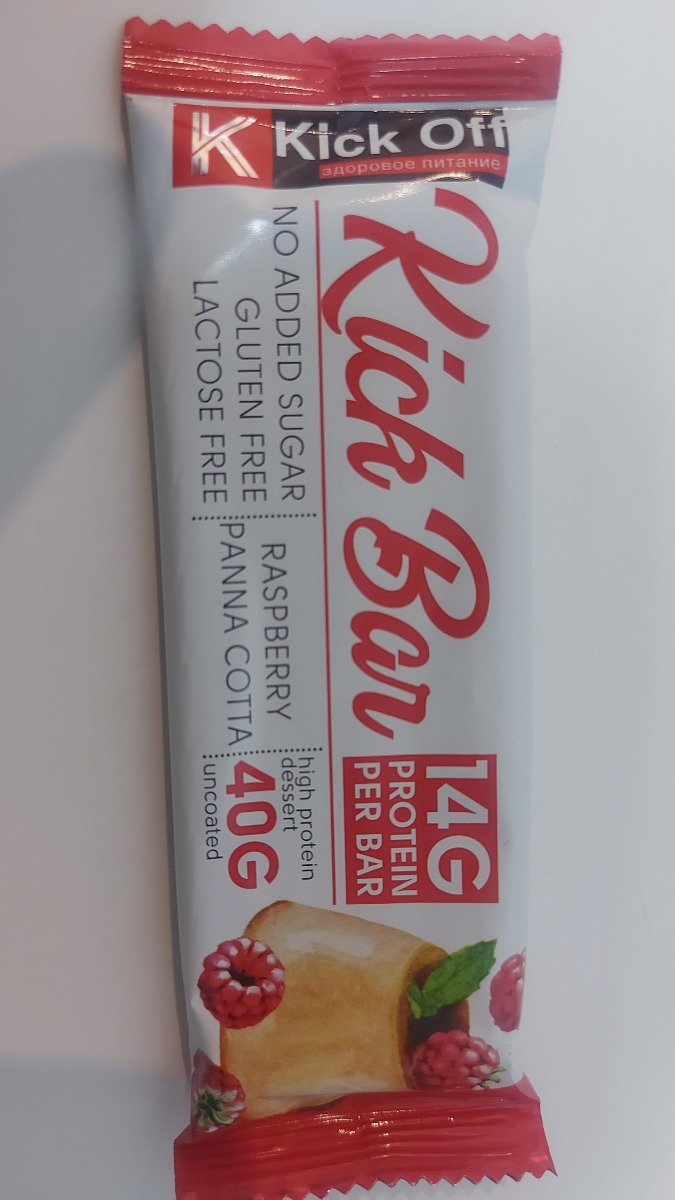 K Kick Off
здоровое питание
Kick Bar
14G
PROTEIN
PER BAR
NO ADDED SUGAR
GLUTEN FREE
LACTOSE FREE
RASPBERRY
PANNA COTTA
high protein
dessert
40G
uncoated